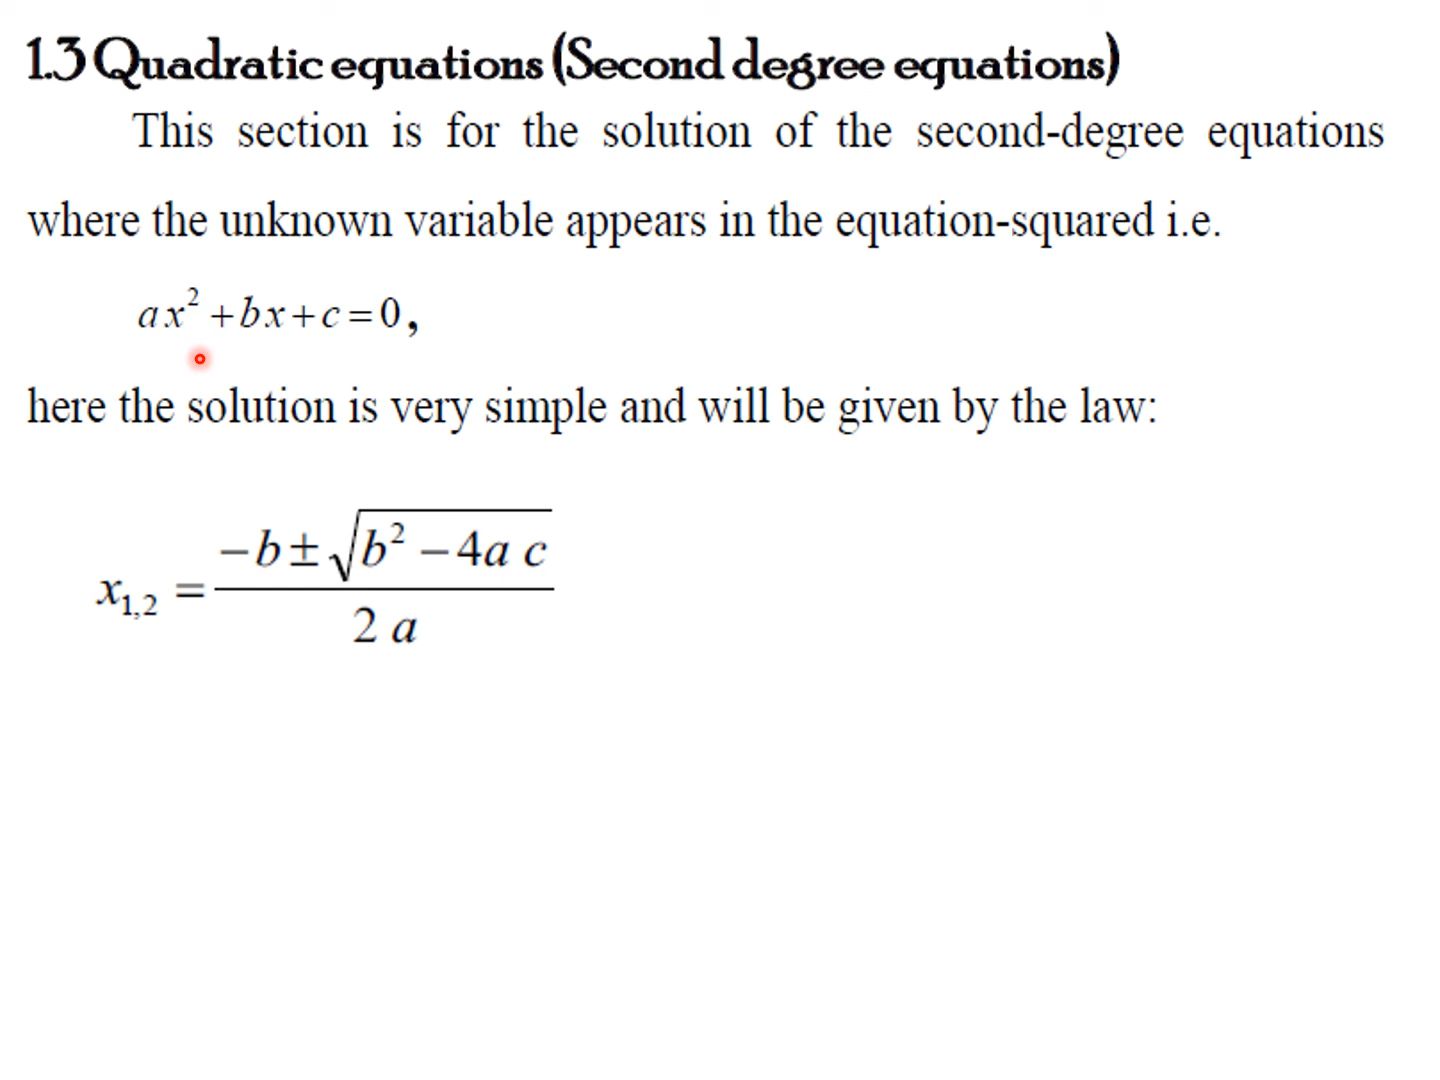 1.3 Quadratic equations (Second degree equations)
This section is for the solution of the second-degree equations
where the unknown variable appears in the equation-squared i.e.
ax² + bx + c = 0,
here the solution is very simple and will be given by the law:
x₁,₂ = (−b ± √(b² − 4a c)) / (2 a)